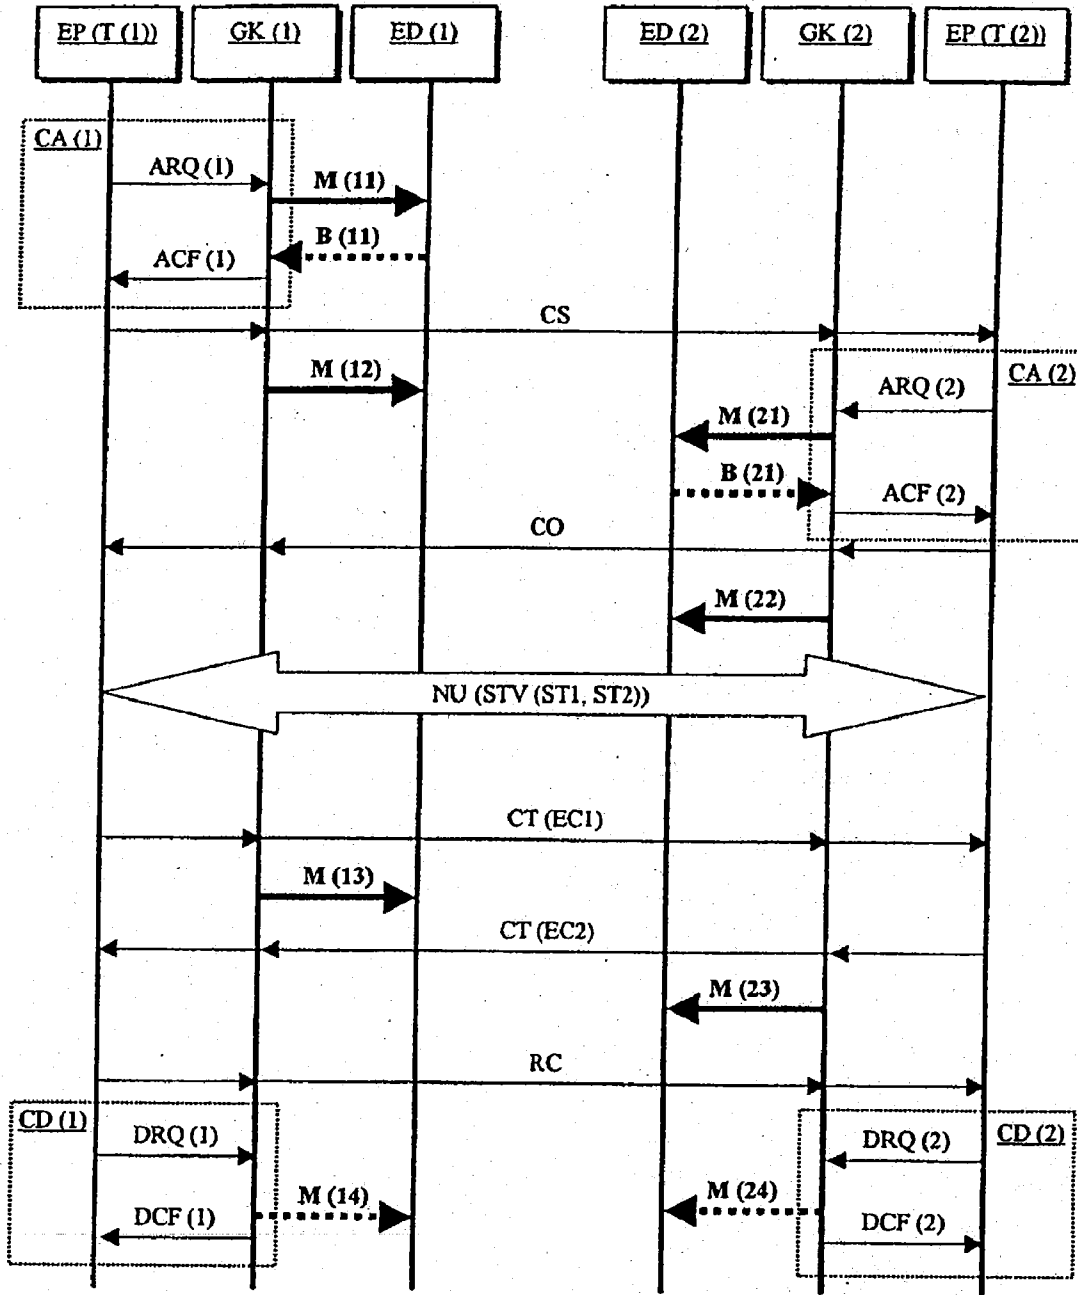 EP (T (1))
GK (1)
ED (1)
ED (2)
GK (2)
EP (T (2))
CA (1)
ARQ (1)
M (11)
B (11)
ACF (1)
CS
M (12)
CA (2)
ARQ (2)
M (21)
B (21)
ACF (2)
CO
M (22)
NU (STV (ST1, ST2))
CT (EC1)
M (13)
CT (EC2)
M (23)
RC
CD (1)
DRQ (1)
CD (2)
DRQ (2)
M (14)
M (24)
DCF (1)
DCF (2)